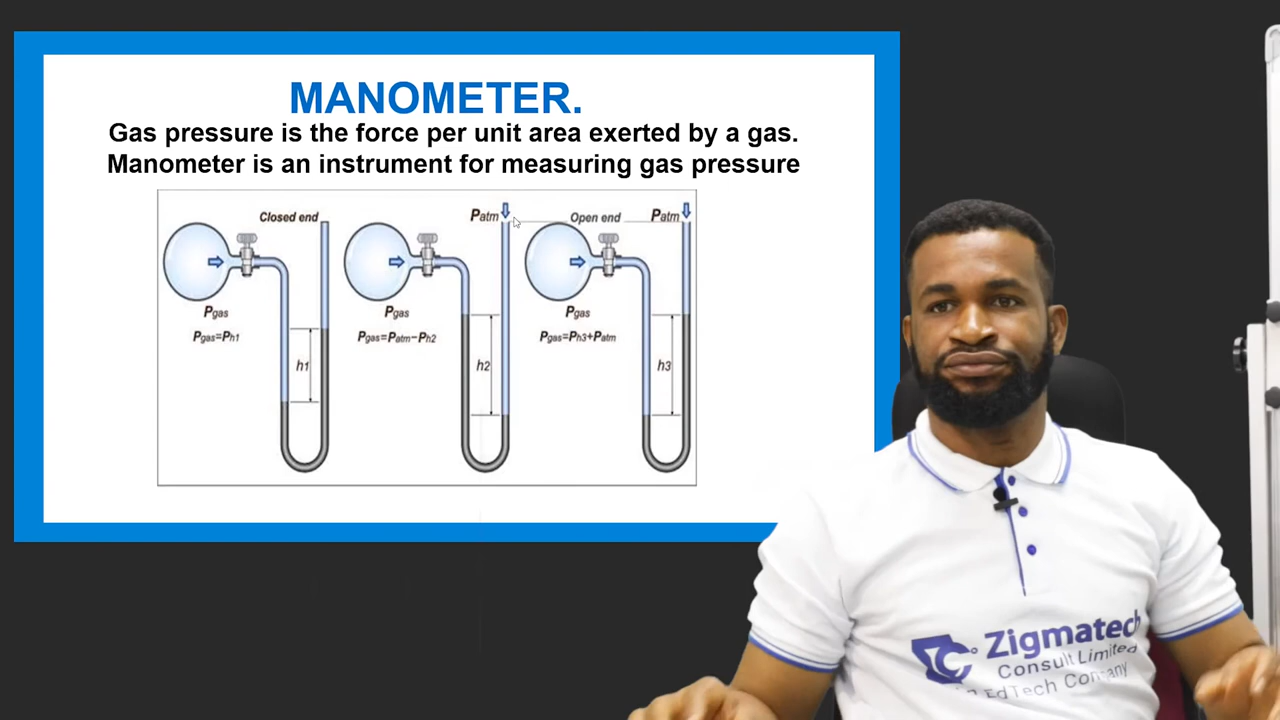 MANOMETER.
Gas pressure is the force per unit area exerted by a gas.
Manometer is an instrument for measuring gas pressure
Closed end
Patm
Open end
Patm
Pgas
Pgas
Pgas
Pgas=Ph1
Pgas=Patm−Ph2
Pgas=Ph3+Patm
h1
h2
h3
Zigmatech
Consult Limited
EdTech Company